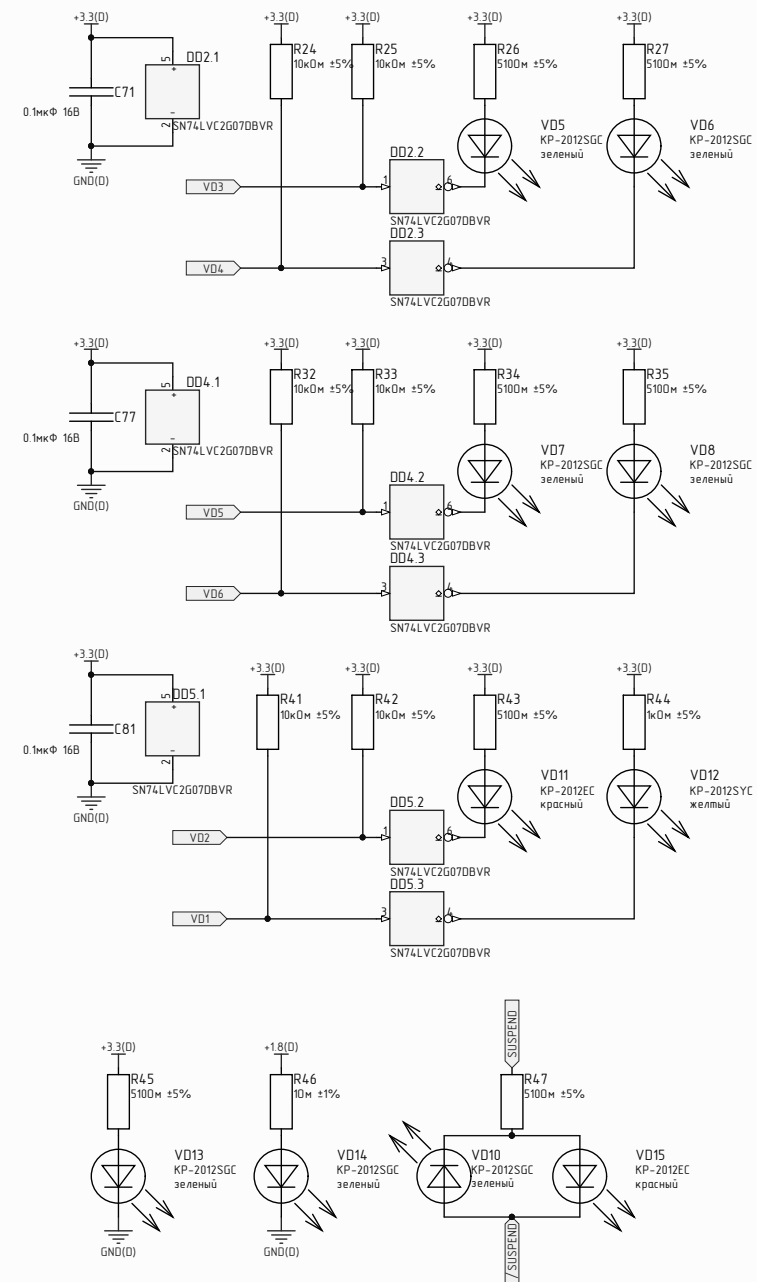 +3.3(D)
C71
0.1мкФ 16В
GND(D)
5
DD2.1
+
−
2
SN74LVC2G07DBVR
+3.3(D)
R24
10кОм ±5%
+3.3(D)
R25
10кОм ±5%
+3.3(D)
R26
510Ом ±5%
+3.3(D)
R27
510Ом ±5%
VD5
KP-2012SGC
зеленый
VD6
KP-2012SGC
зеленый
VD3
1
DD2.2
6
SN74LVC2G07DBVR
VD4
3
DD2.3
4
SN74LVC2G07DBVR
+3.3(D)
C77
0.1мкФ 16В
GND(D)
5
DD4.1
+
−
2
SN74LVC2G07DBVR
+3.3(D)
R32
10кОм ±5%
+3.3(D)
R33
10кОм ±5%
+3.3(D)
R34
510Ом ±5%
+3.3(D)
R35
510Ом ±5%
VD7
KP-2012SGC
зеленый
VD8
KP-2012SGC
зеленый
VD5
1
DD4.2
6
SN74LVC2G07DBVR
VD6
3
DD4.3
4
SN74LVC2G07DBVR
+3.3(D)
C81
0.1мкФ 16В
GND(D)
5
DD5.1
+
−
2
SN74LVC2G07DBVR
+3.3(D)
R41
10кОм ±5%
+3.3(D)
R42
10кОм ±5%
+3.3(D)
R43
510Ом ±5%
+3.3(D)
R44
1кОм ±5%
VD11
KP-2012EC
красный
VD12
KP-2012SYC
желтый
VD2
1
DD5.2
6
SN74LVC2G07DBVR
VD1
3
DD5.3
4
SN74LVC2G07DBVR
+3.3(D)
R45
510Ом ±5%
VD13
KP-2012SGC
зеленый
GND(D)
+1.8(D)
R46
1Ом ±1%
VD14
KP-2012SGC
зеленый
GND(D)
SUSPEND
R47
510Ом ±5%
VD10
KP-2012SGC
зеленый
VD15
KP-2012EC
красный
/SUSPEND